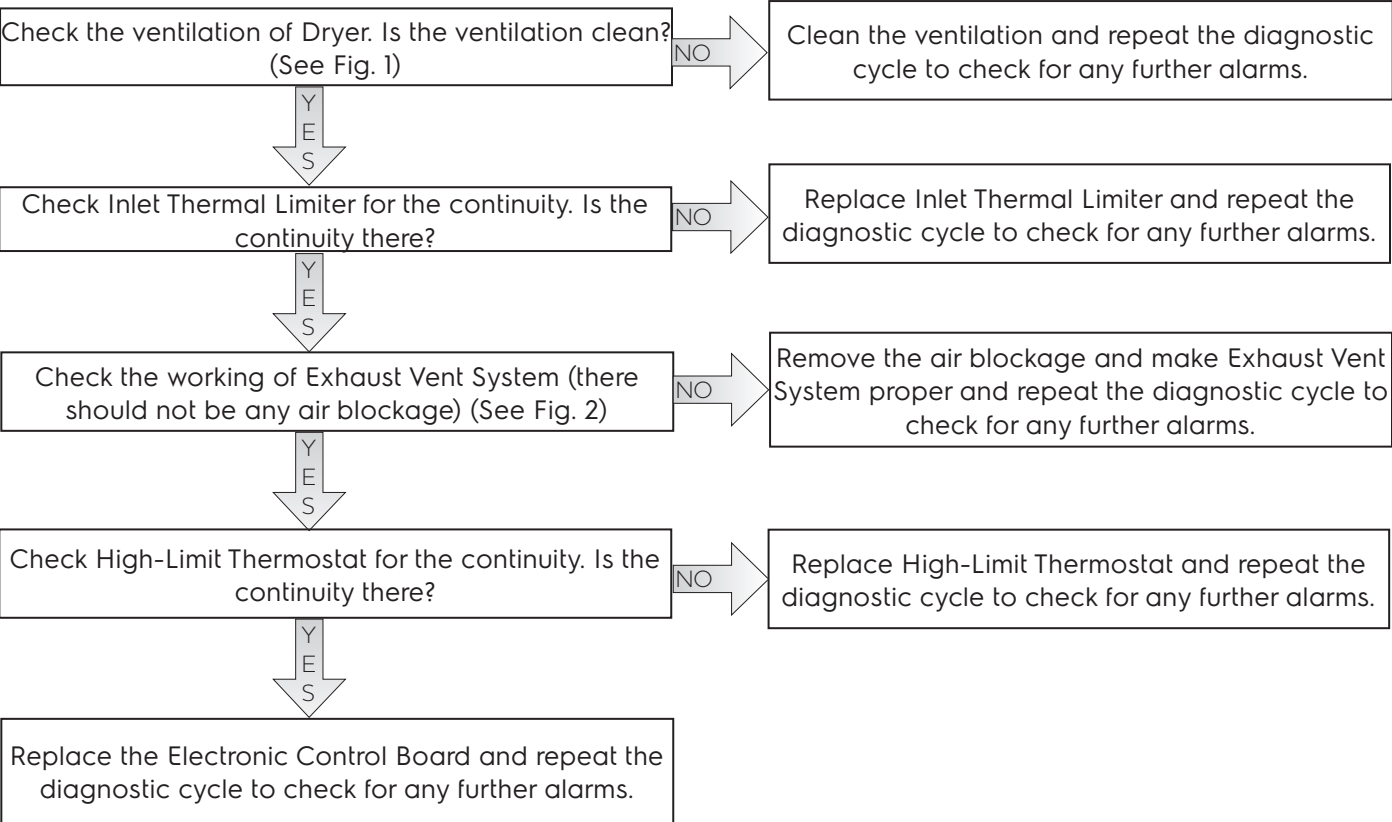 Check the ventilation of Dryer. Is the ventilation clean?
(See Fig. 1)
NO
Clean the ventilation and repeat the diagnostic
cycle to check for any further alarms.
Y
E
S
Check Inlet Thermal Limiter for the continuity. Is the
continuity there?
NO
Replace Inlet Thermal Limiter and repeat the
diagnostic cycle to check for any further alarms.
Y
E
S
Check the working of Exhaust Vent System (there
should not be any air blockage) (See Fig. 2)
NO
Remove the air blockage and make Exhaust Vent
System proper and repeat the diagnostic cycle to
check for any further alarms.
Y
E
S
Check High-Limit Thermostat for the continuity. Is the
continuity there?
NO
Replace High-Limit Thermostat and repeat the
diagnostic cycle to check for any further alarms.
Y
E
S
Replace the Electronic Control Board and repeat the
diagnostic cycle to check for any further alarms.